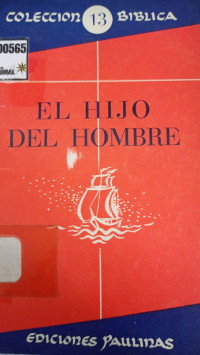 COLECCION 13 BIBLICA
00565
EL HIJO
DEL HOMBRE
EDICIONES PAULINAS